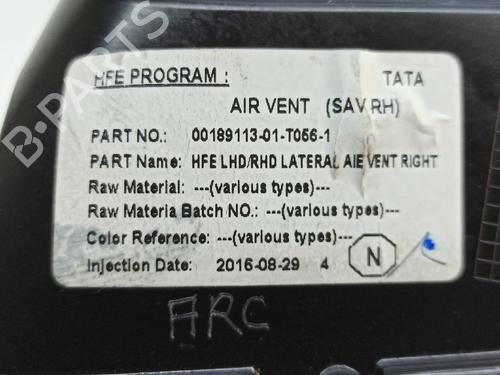 HFE PROGRAM : TATA
AIR VENT (SAV RH)
PART NO.: 00189113-01-T056-1
PART Name: HFE LHD/RHD LATERAL AIE VENT RIGHT
Raw Material: ---(various types)---
Raw Materia Batch NO.: ---(various types)---
Color Reference: ---(various types)---
Injection Date: 2016-08-29 4 N
ARC
B-PARTS